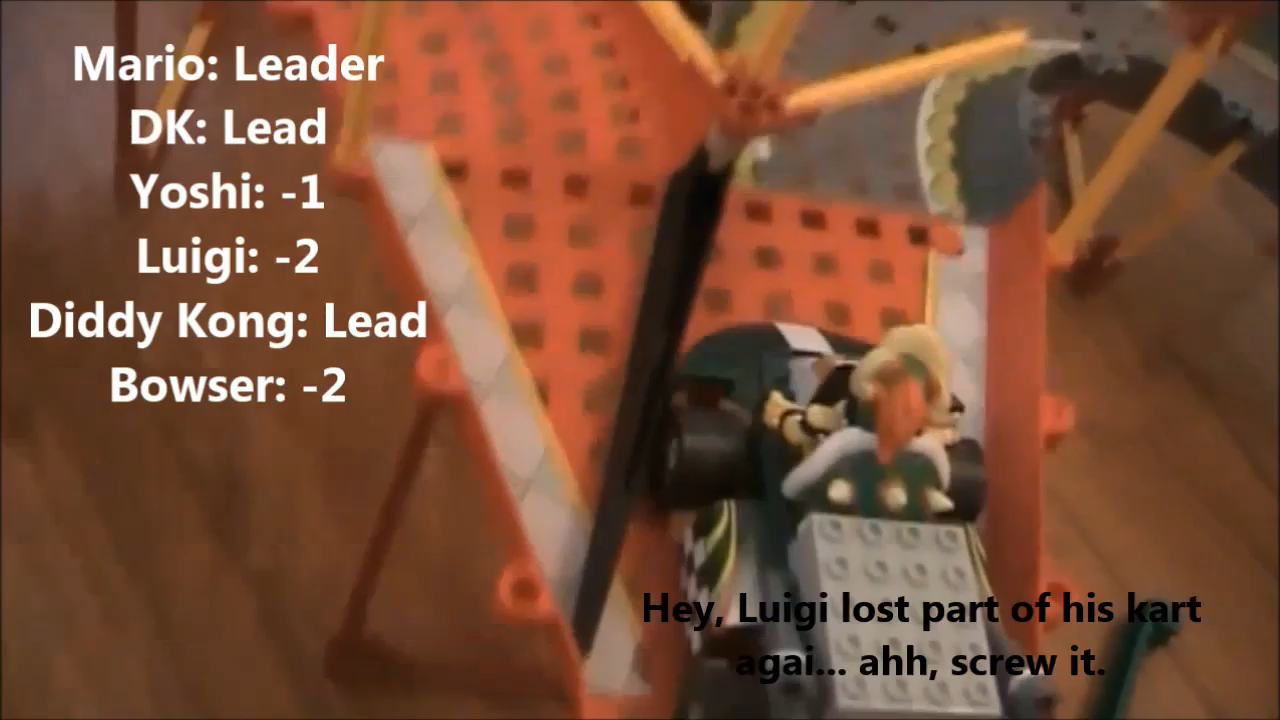 Mario: Leader
DK: Lead
Yoshi: -1
Luigi: -2
Diddy Kong: Lead
Bowser: -2
Hey, Luigi lost part of his kart
agai... ahh, screw it.